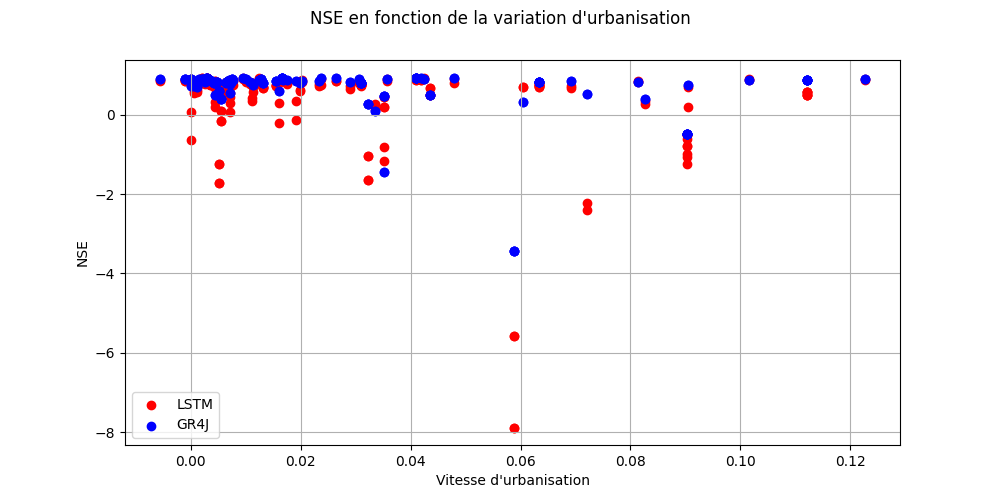 NSE en fonction de la variation d'urbanisation
NSE
0
−2
−4
−6
−8
LSTM
GR4J
0.00 0.02 0.04 0.06 0.08 0.10 0.12
Vitesse d'urbanisation